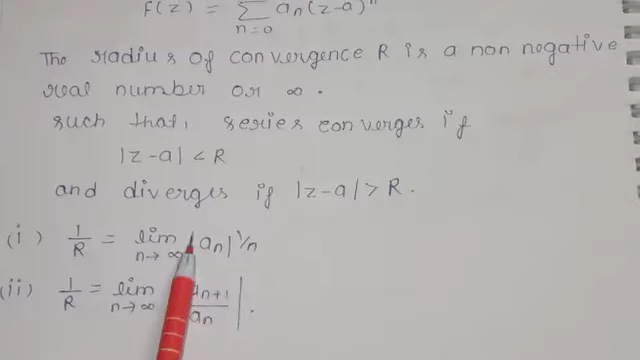 f(z) = ∑ n=0 an(z-a)^n
The radius of convergence R is a non negative
real number or ∞.
such that, series converges if
|z-a| < R
and diverges if |z-a| > R.
(i) 1/R = lim n→∞ |an|^1/n
(ii) 1/R = lim n→∞ an+1/an|.